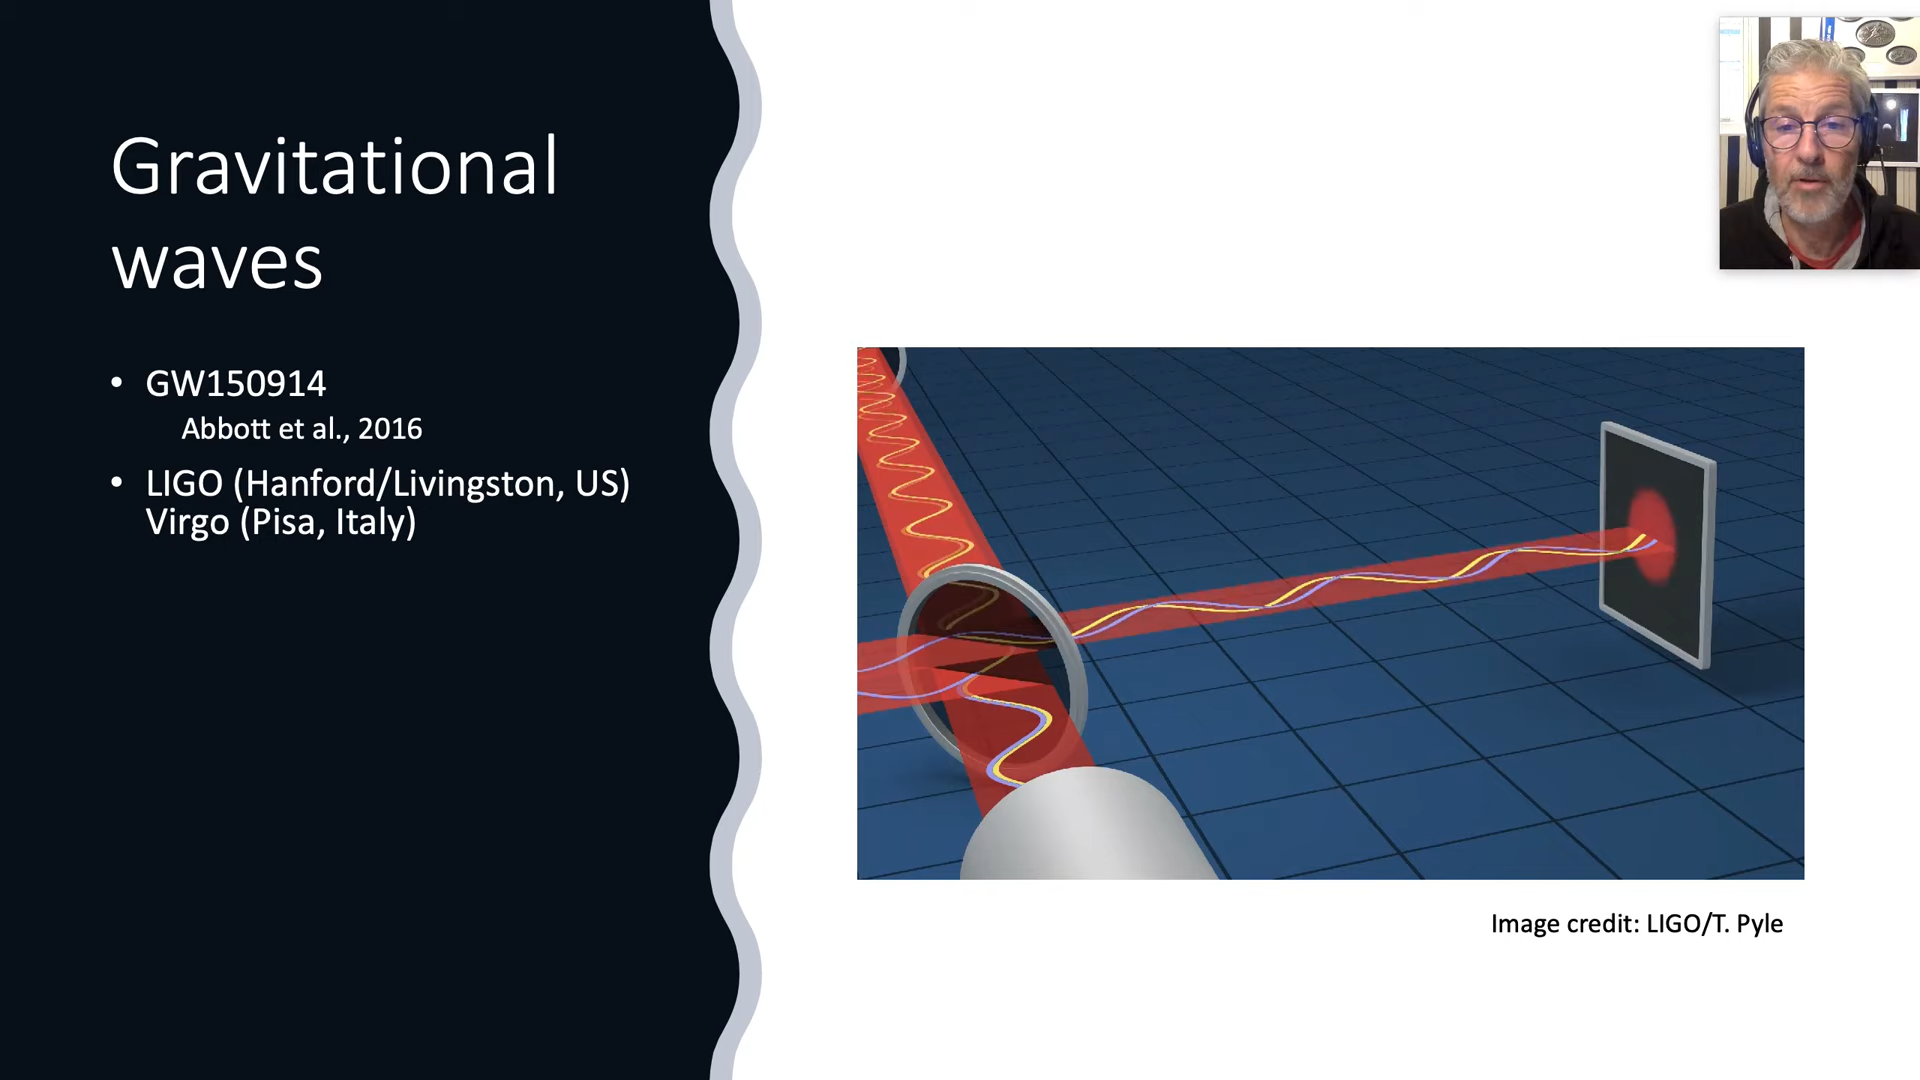 Gravitational
waves
• GW150914
Abbott et al., 2016
• LIGO (Hanford/Livingston, US)
Virgo (Pisa, Italy)
Image credit: LIGO/T. Pyle